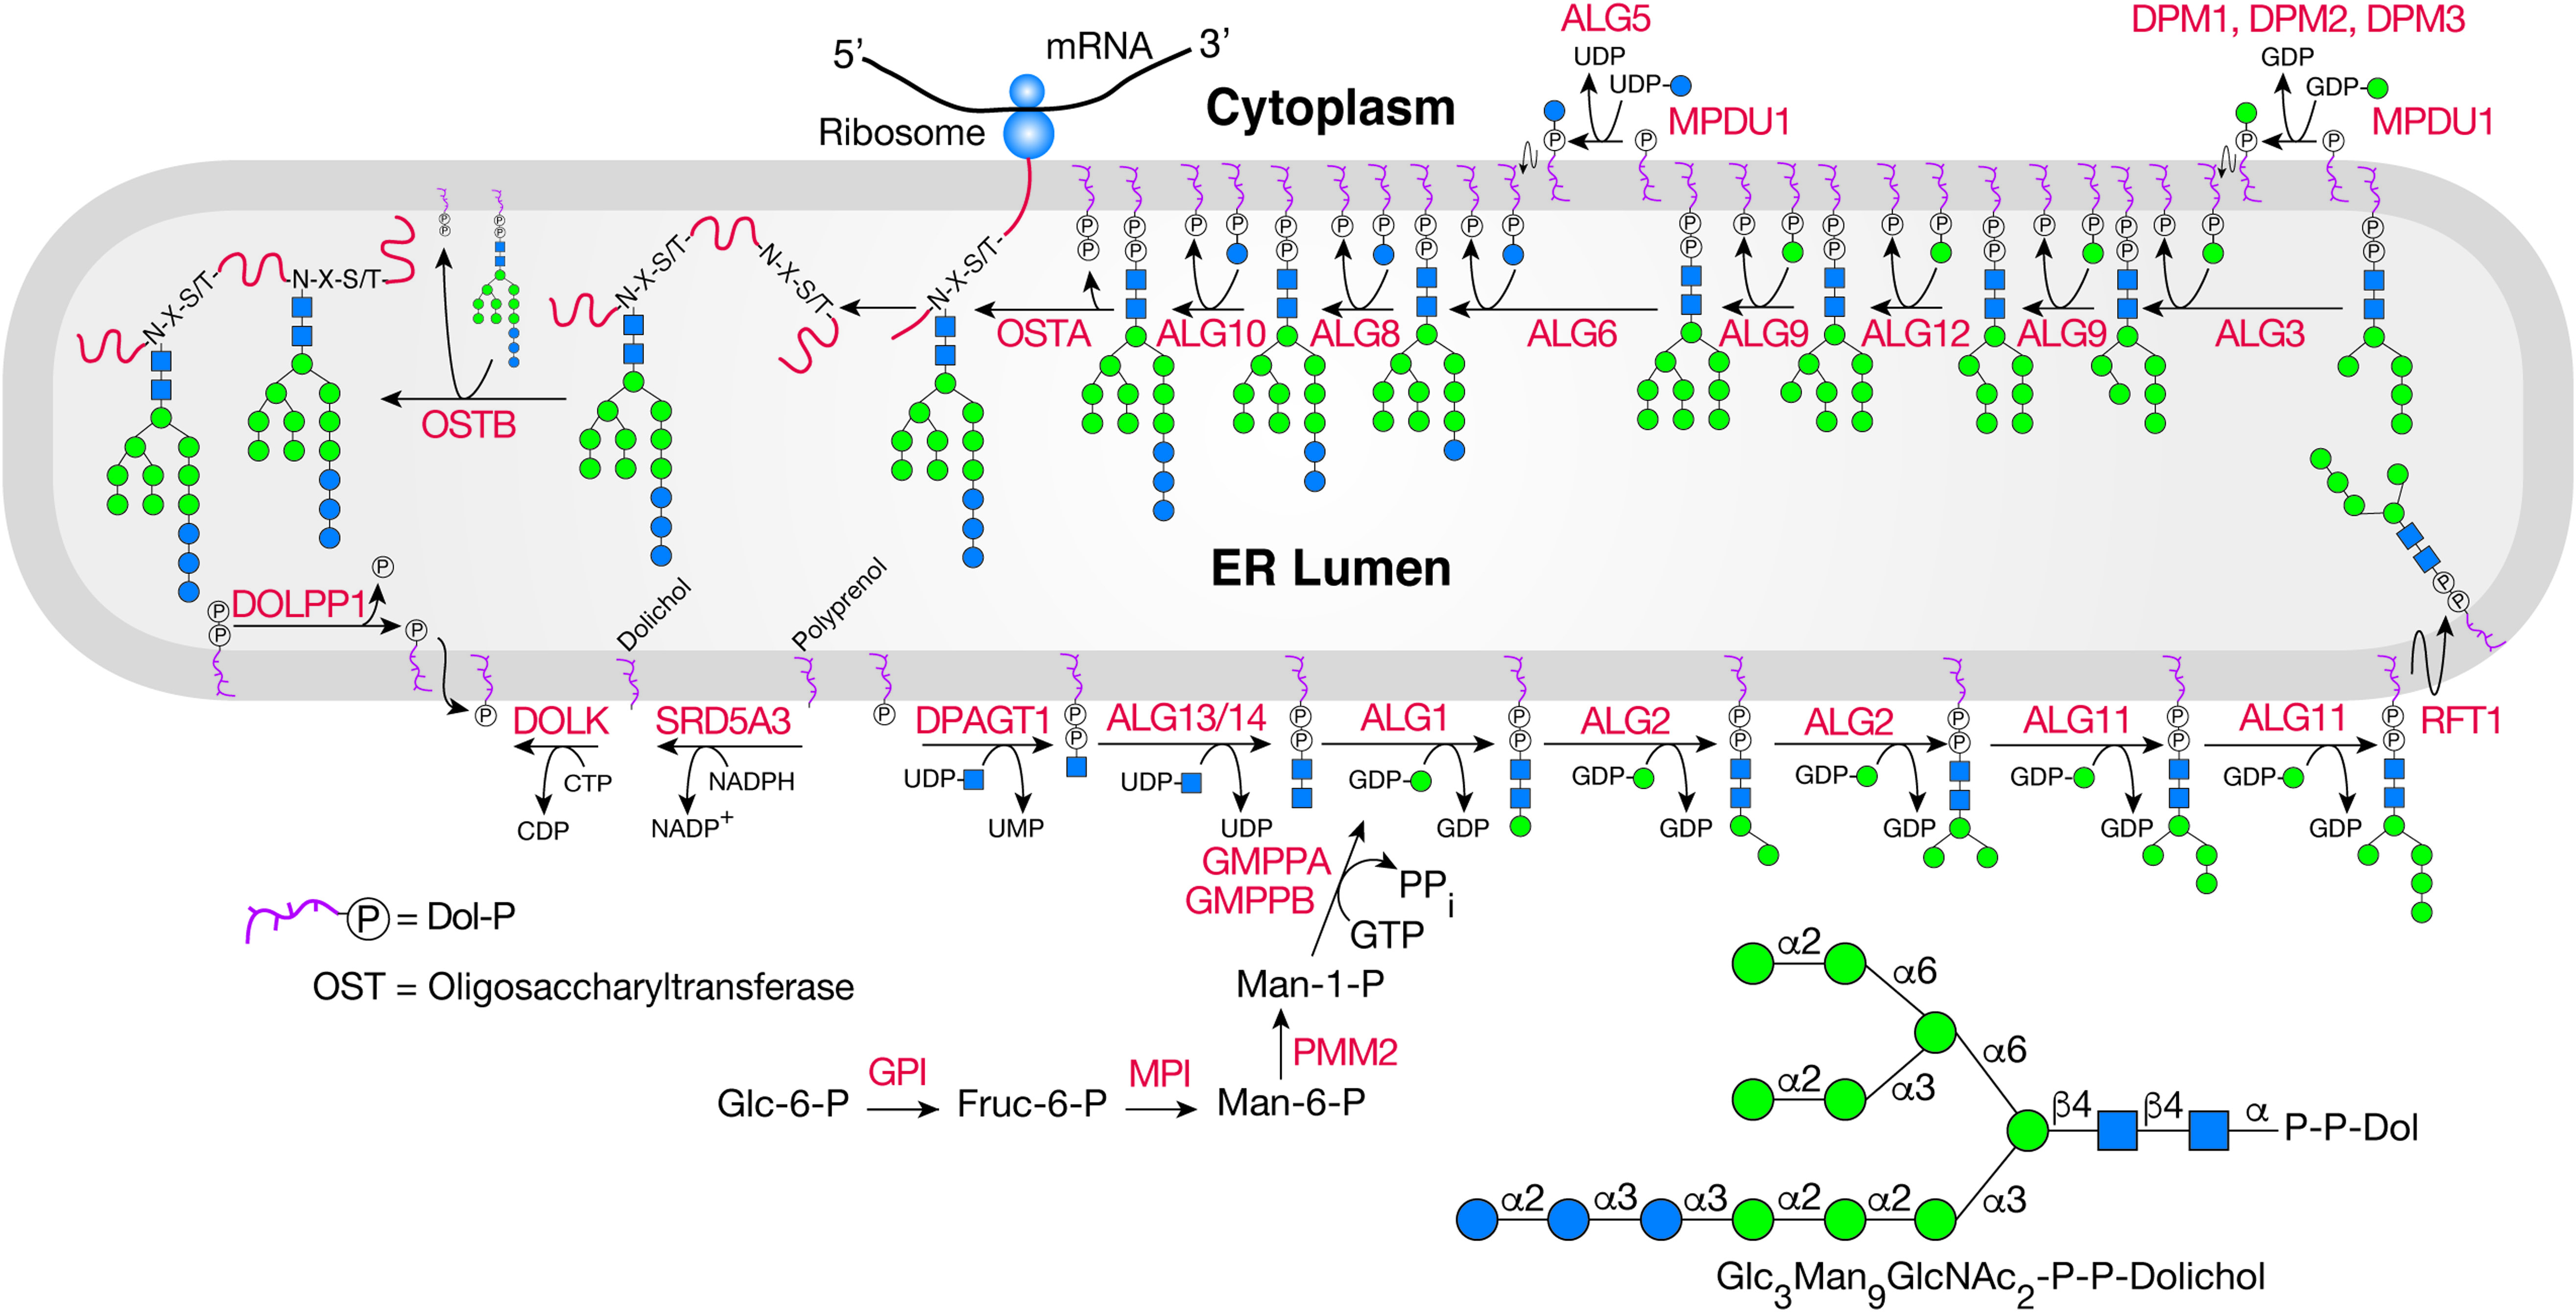 ALG5
DPM1, DPM2, DPM3
5’ mRNA 3’
UDP
GDP
UDP-
GDP-
Cytoplasm
Ribosome
MPDU1
MPDU1
P P P P
P P P P P P P P P P P P P P P P P P P P P P P P P P P
P P P P P P P P P P
N-X-S/T-
-N-X-S/T-
N-X-S/T-
N-X-S/T-
N-X-S/T-
OSTB
OSTA
ALG10
ALG8
ALG6
ALG9
ALG12
ALG9
ALG3
ER Lumen
Dolichol
Polyprenol
DOLPP1
P
P
P
P
P
P
P
P
DOLK
SRD5A3
P
DPAGT1
P
P
ALG13/14
P
P
ALG1
P
P
ALG2
P
P
ALG2
P
P
ALG11
P
P
ALG11
P
P
RFT1
CTP
NADPH
UDP-
UDP-
GDP-
GDP-
GDP-
GDP-
GDP-
CDP
NADP+
UMP
UDP
GDP
GDP
GDP
GDP
GDP
GMPPA
GMPPB
PPi
GTP
P = Dol-P
OST = Oligosaccharyltransferase
Man-1-P
PMM2
Glc-6-P GPI Fruc-6-P MPI Man-6-P
α2 α6
α6
α2 α3
β4 β4 α P-P-Dol
α2 α3 α3 α2 α2 α3
Glc3Man9GlcNAc2-P-P-Dolichol